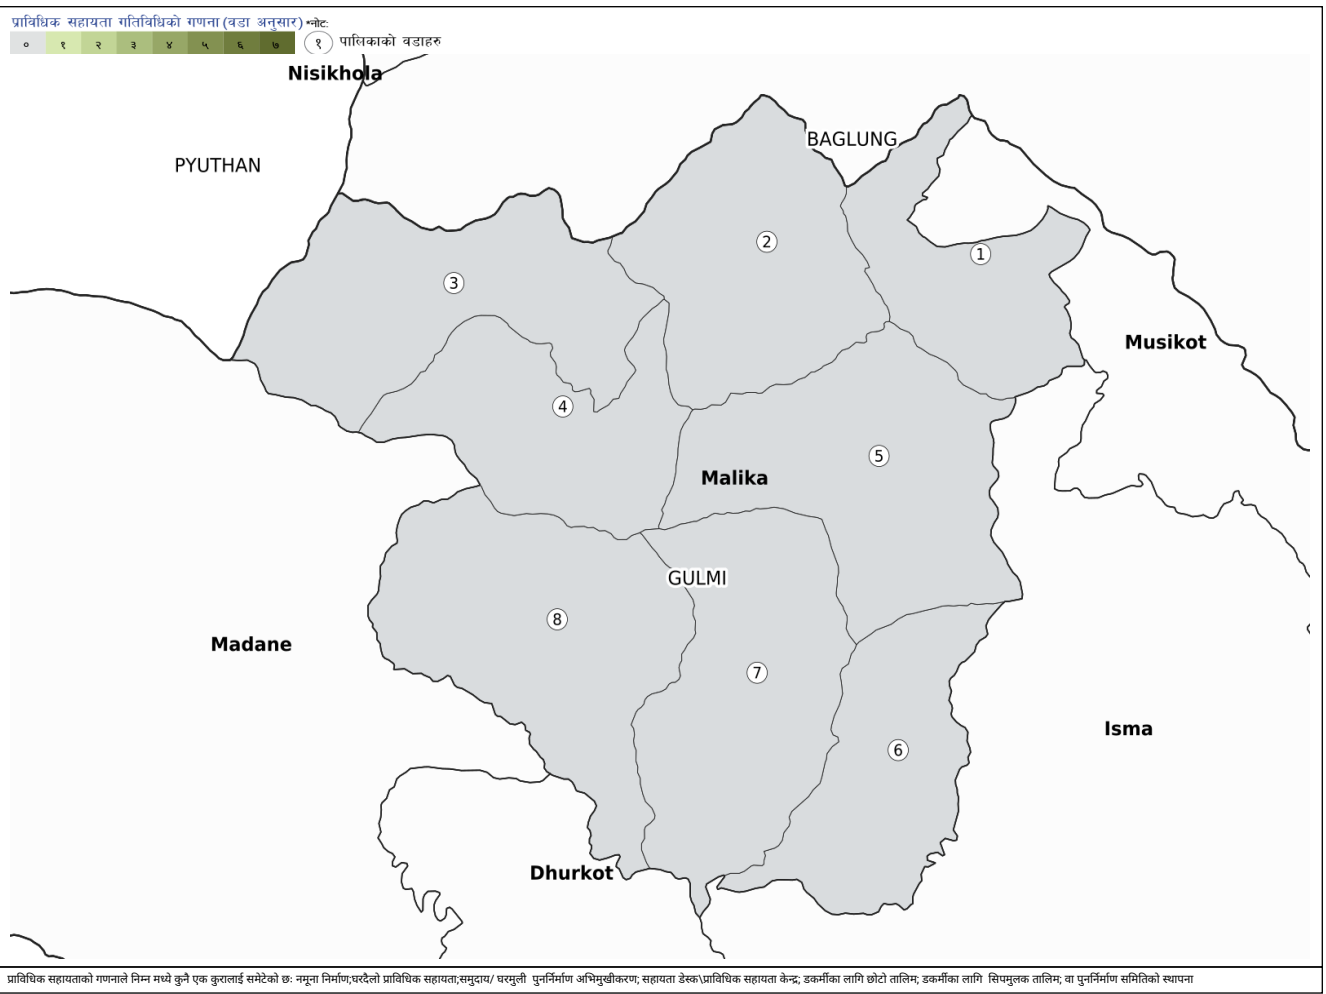 प्राविधिक सहायता गतिविधिको गणना (वडा अनुसार) *नोट:
० १ २ ३ ४ ५ ६ ७ १ पालिकाको वडाहरु
Nisikhola
BAGLUNG
PYUTHAN
2
1
3
Musikot
4
5
Malika
GULMI
8
Madane
7
Isma
6
Dhurkot
प्राविधिक सहायताको गणनाले निम्न मध्ये कुनै एक कुरालाई समेटेको छः नमूना निर्माण;घरदैलो प्राविधिक सहायता;समुदाय/ घरमुली पुनर्निर्माण अभिमुखीकरण; सहायता डेस्क\प्राविधिक सहायता केन्द्र; डकर्मीका लागि छोटो तालिम; डकर्मीका लागि सिपमुलक तालिम; वा पुनर्निर्माण समितिको स्थापना